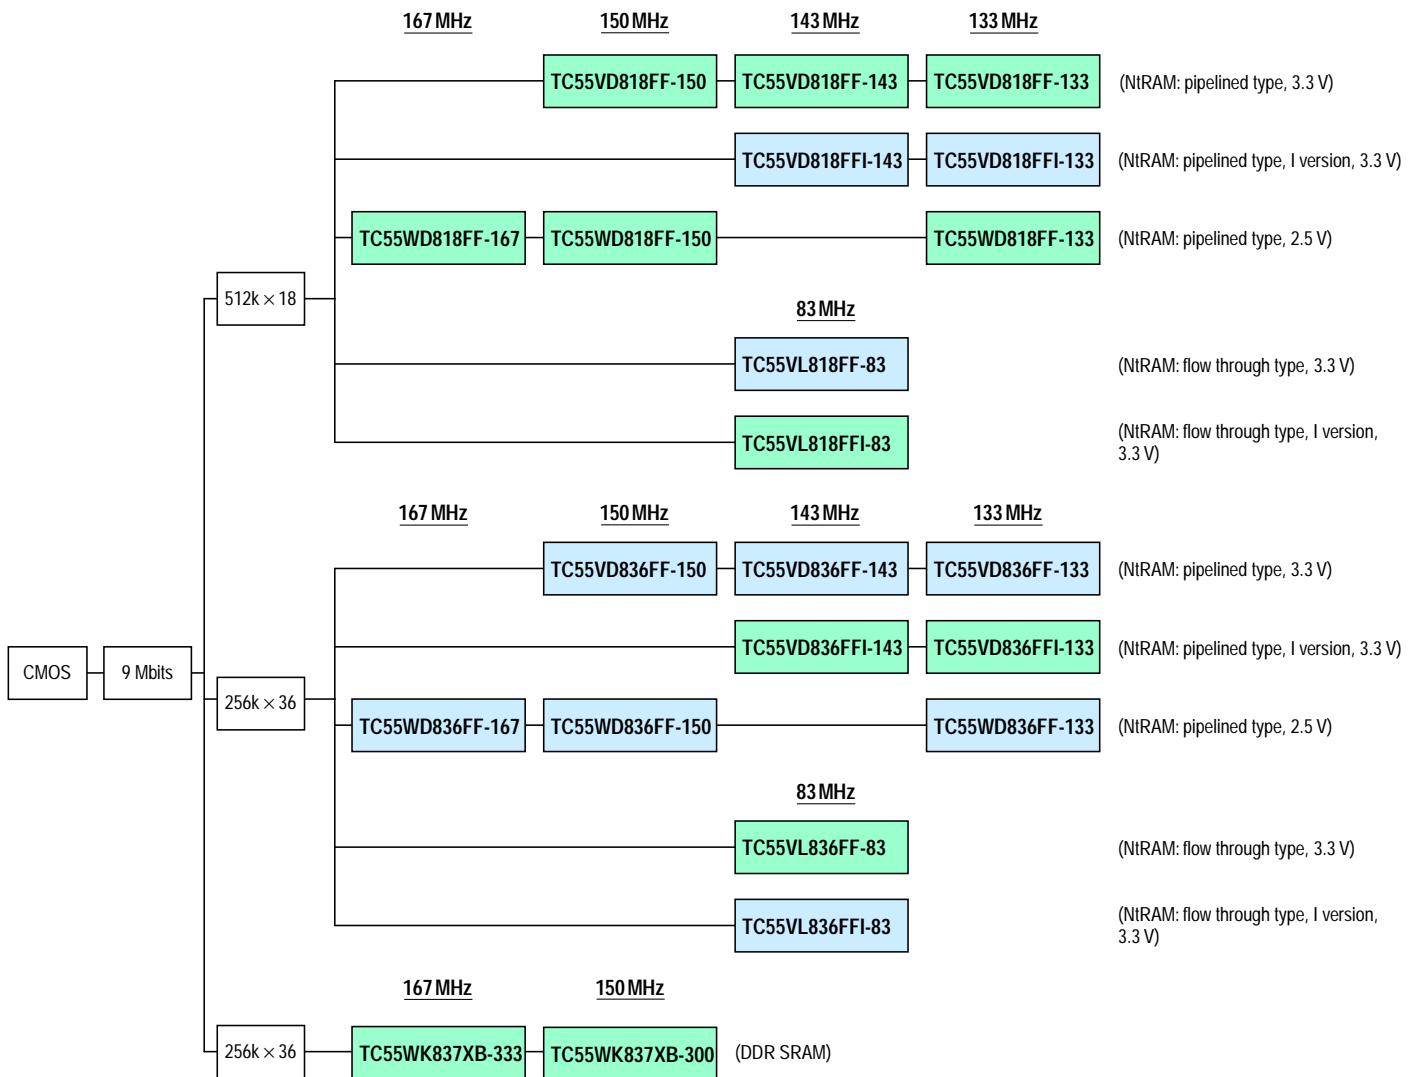 167 MHz 150 MHz 143 MHz 133 MHz
TC55VD818FF-150 TC55VD818FF-143 TC55VD818FF-133 (NtRAM: pipelined type, 3.3 V)
TC55VD818FFI-143 TC55VD818FFI-133 (NtRAM: pipelined type, I version, 3.3 V)
TC55WD818FF-167 TC55WD818FF-150 TC55WD818FF-133 (NtRAM: pipelined type, 2.5 V)
512k × 18
83 MHz
TC55VL818FF-83 (NtRAM: flow through type, 3.3 V)
TC55VL818FFI-83 (NtRAM: flow through type, I version,
3.3 V)
167 MHz 150 MHz 143 MHz 133 MHz
TC55VD836FF-150 TC55VD836FF-143 TC55VD836FF-133 (NtRAM: pipelined type, 3.3 V)
TC55VD836FFI-143 TC55VD836FFI-133 (NtRAM: pipelined type, I version, 3.3 V)
CMOS 9 Mbits
256k × 36
TC55WD836FF-167 TC55WD836FF-150 TC55WD836FF-133 (NtRAM: pipelined type, 2.5 V)
83 MHz
TC55VL836FF-83 (NtRAM: flow through type, 3.3 V)
TC55VL836FFI-83 (NtRAM: flow through type, I version,
3.3 V)
167 MHz 150 MHz
256k × 36 TC55WK837XB-333 TC55WK837XB-300 (DDR SRAM)